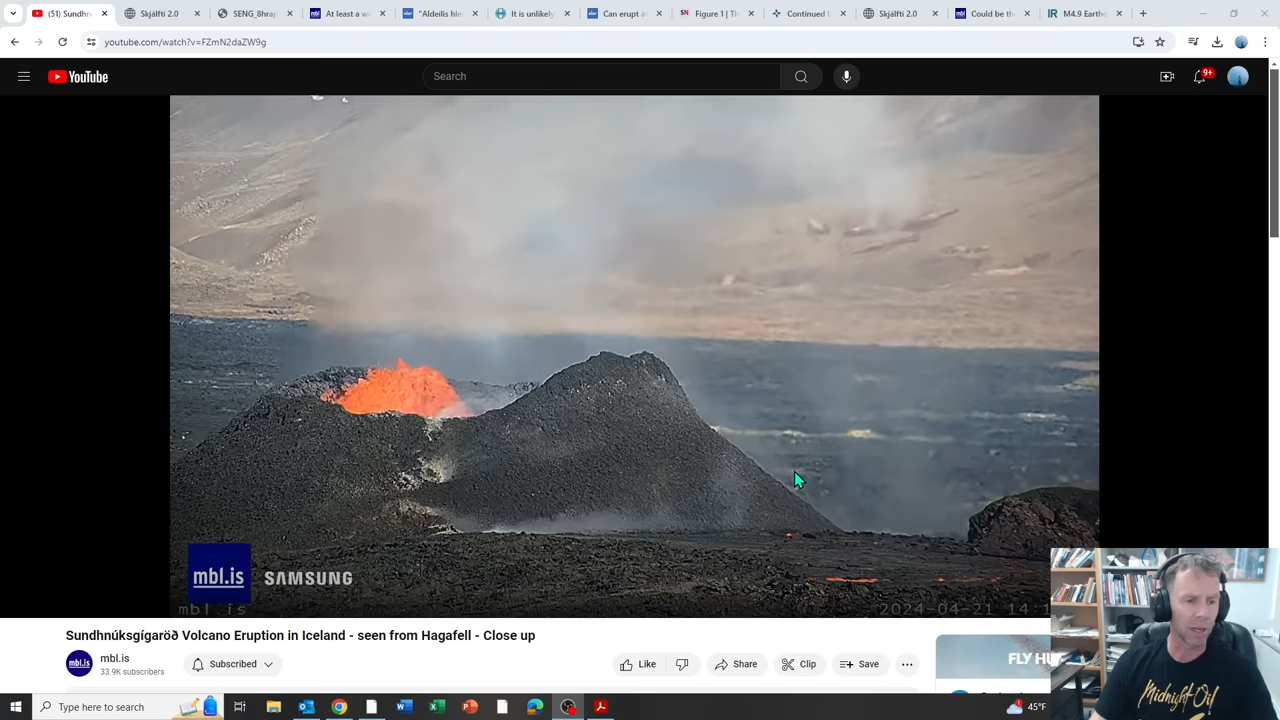 (51) Sundhn
Skjálfti 2.0
SENG_8hrap
At least a we
"Aldeilis hle
It is unlikely
Can erupt a
Figure 1 | Th
Continued l
Skjálfti 2.0
Could be the
M4.9 Earthq
youtube.com/watch?v=FZmN2daZW9g
YouTube
Search
9+
mbl.is
SAMSUNG
mbl.is
2024-04-21 14:1
Sundhnúksgígaröð Volcano Eruption in Iceland - seen from Hagafell - Close up
mbl.is
33.9K subscribers
Subscribed
Like
Share
Clip
Save
FLY HI
Midnight Oil
Type here to search
45°F